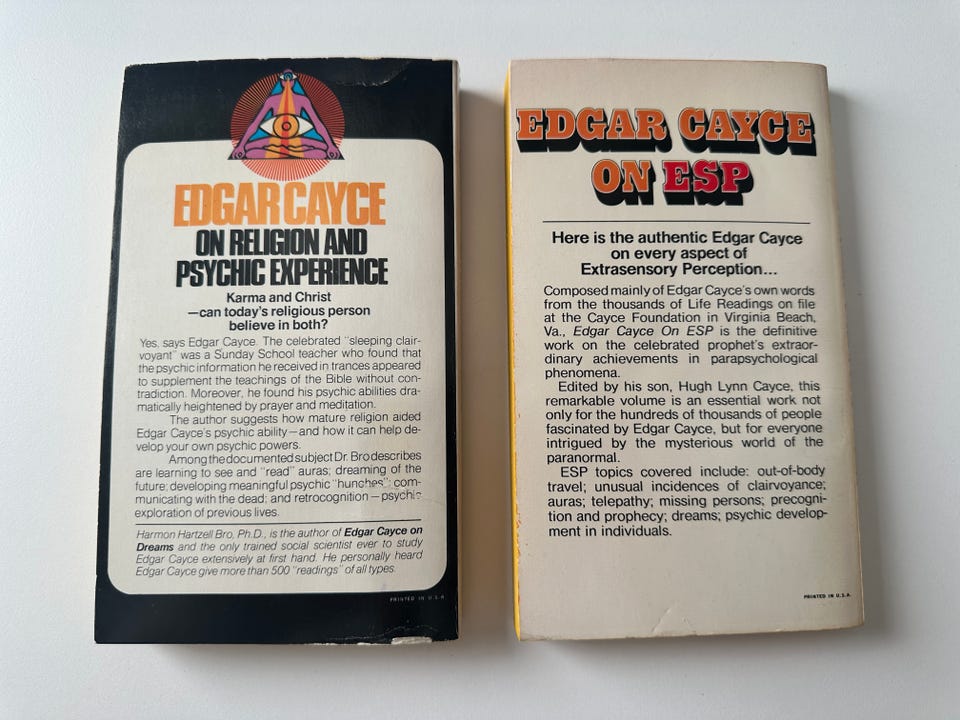 EDGAR CAYCE
ON RELIGION AND
PSYCHIC EXPERIENCE
Karma and Christ
—can today's religious person
believe in both?
Yes, says Edgar Cayce. The celebrated "sleeping clair-
voyant" was a Sunday School teacher who found that
the psychic information he received in trances appeared
to supplement the teachings of the Bible without con-
tradiction. Moreover, he found his psychic abilities dra-
matically heightened by prayer and meditation.
The author suggests how mature religion aided
Edgar Cayce's psychic ability—and how it can help de-
velop your own psychic powers.
Among the documented subject Dr. Bro describes
are learning to see and "read" auras; dreaming of the
future; developing meaningful psychic "hunches"; com-
municating with the dead; and retrocognition—psychic
exploration of previous lives.
Harmon Hartzell Bro, Ph.D., is the author of Edgar Cayce on
Dreams and the only trained social scientist ever to study
Edgar Cayce extensively at first hand. He personally heard
Edgar Cayce give more than 500 "readings" of all types.
PRINTED IN U.S.A.
EDGAR CAYCE
ON ESP
Here is the authentic Edgar Cayce
on every aspect of
Extrasensory Perception...
Composed mainly of Edgar Cayce's own words
from the thousands of Life Readings on file
at the Cayce Foundation in Virginia Beach,
Va., Edgar Cayce On ESP is the definitive
work on the celebrated prophet's extraor-
dinary achievements in parapsychological
phenomena.
Edited by his son, Hugh Lynn Cayce, this
remarkable volume is an essential work not
only for the hundreds of thousands of people
fascinated by Edgar Cayce, but for everyone
intrigued by the mysterious world of the
paranormal.
ESP topics covered include: out-of-body
travel; unusual incidences of clairvoyance;
auras; telepathy; missing persons; precogni-
tion and prophecy; dreams; psychic develop-
ment in individuals.
PRINTED IN U.S.A.